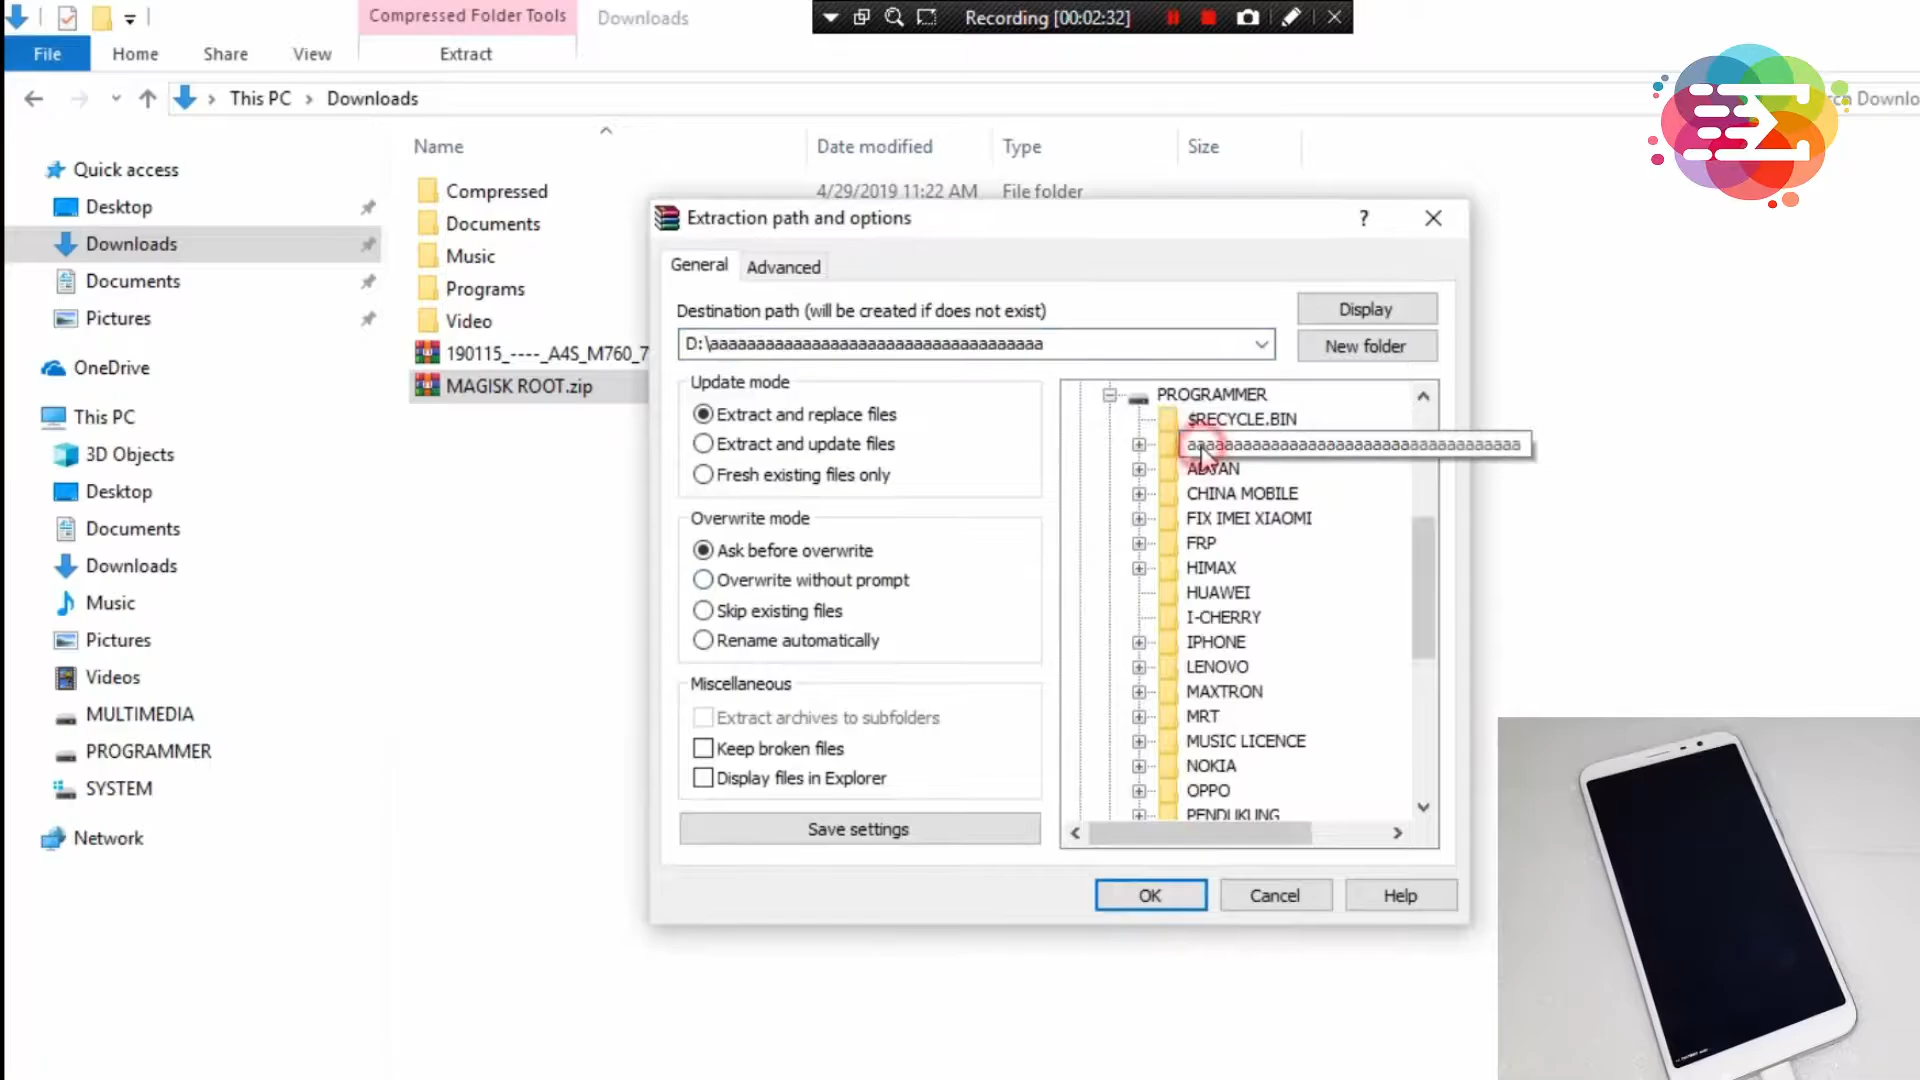 Compressed Folder Tools
Downloads
Recording [00:02:32]
File
Home
Share
View
Extract
This PC
Downloads
Name
Date modified
Type
Size
Quick access
Desktop
Downloads
Documents
Pictures
OneDrive
This PC
3D Objects
Desktop
Documents
Downloads
Music
Pictures
Videos
MULTIMEDIA
PROGRAMMER
SYSTEM
Network
Compressed
4/29/2019 11:22 AM
File folder
Documents
Music
Programs
Video
190115_----_A4S_M760_7
MAGISK ROOT.zip
Extraction path and options
?
General
Advanced
Destination path (will be created if does not exist)
D:\aaaaaaaaaaaaaaaaaaaaaaaaaaaaaaaaaaaa
Display
New folder
Update mode
Extract and replace files
Extract and update files
Fresh existing files only
Overwrite mode
Ask before overwrite
Overwrite without prompt
Skip existing files
Rename automatically
Miscellaneous
Extract archives to subfolders
Keep broken files
Display files in Explorer
Save settings
PROGRAMMER
$RECYCLE.BIN
aaaaaaaaaaaaaaaaaaaaaaaaaaaaaaaaaaaa
CHINA MOBILE
FIX IMEI XIAOMI
FRP
HIMAX
HUAWEI
I-CHERRY
IPHONE
LENOVO
MAXTRON
MRT
MUSIC LICENCE
NOKIA
OPPO
PENDUKUNG
OK
Cancel
Help